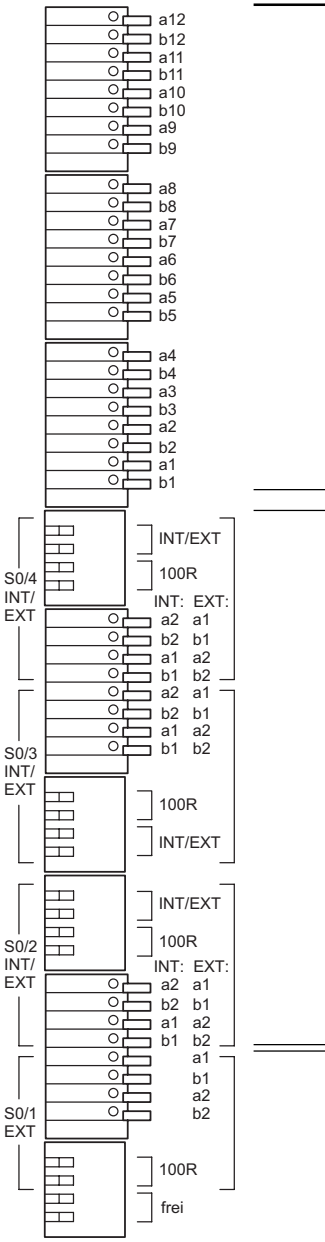 a12
b12
a11
b11
a10
b10
a9
b9
a8
b8
a7
b7
a6
b6
a5
b5
a4
b4
a3
b3
a2
b2
a1
b1
INT/EXT
S0/4
INT/
EXT
100R
INT: EXT:
a2 a1
b2 b1
a1 a2
b1 b2
a2 a1
b2 b1
a1 a2
b1 b2
S0/3
INT/
EXT
100R
INT/EXT
INT/EXT
S0/2
INT/
EXT
100R
INT: EXT:
a2 a1
b2 b1
a1 a2
b1 b2
a1
b1
a2
b2
S0/1
EXT
100R
frei